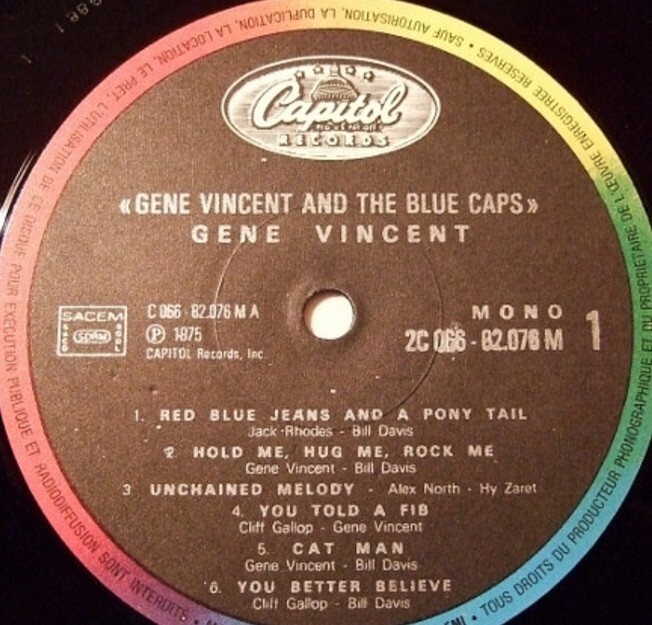 Capitol
RECORDS
«GENE VINCENT AND THE BLUE CAPS»
GENE VINCENT
SACEM
C 066-82.076 M A
℗ 1875
CAPITOL Records, Inc
MONO
2C 066-82.076 M
1
1. RED BLUE JEANS AND A PONY TAIL
Jack Rhodes - Bill Davis
2. HOLD ME, HUG ME, ROCK ME
Gene Vincent - Bill Davis
3 UNCHAINED MELODY - Alex North - Hy Zaret
4. YOU TOLD A FIB
Cliff Gallop - Gene Vincent
5. CAT MAN
Gene Vincent - Bill Davis
6. YOU BETTER BELIEVE
Cliff Gallop - Bill Davis
TOUS DROITS DU PRODUCTEUR PHONOGRAPHIQUE ET DU PROPRIETAIRE DE L'ŒUVRE ENREGISTREE RESERVES • SAUF AUTORISATION, LA DUPLICATION, LA LOCATION, LE PRET, L'UTILISATION DE CE DISQUE POUR EXECUTION PUBLIQUE ET RADIODIFFUSION SONT INTERDITS •